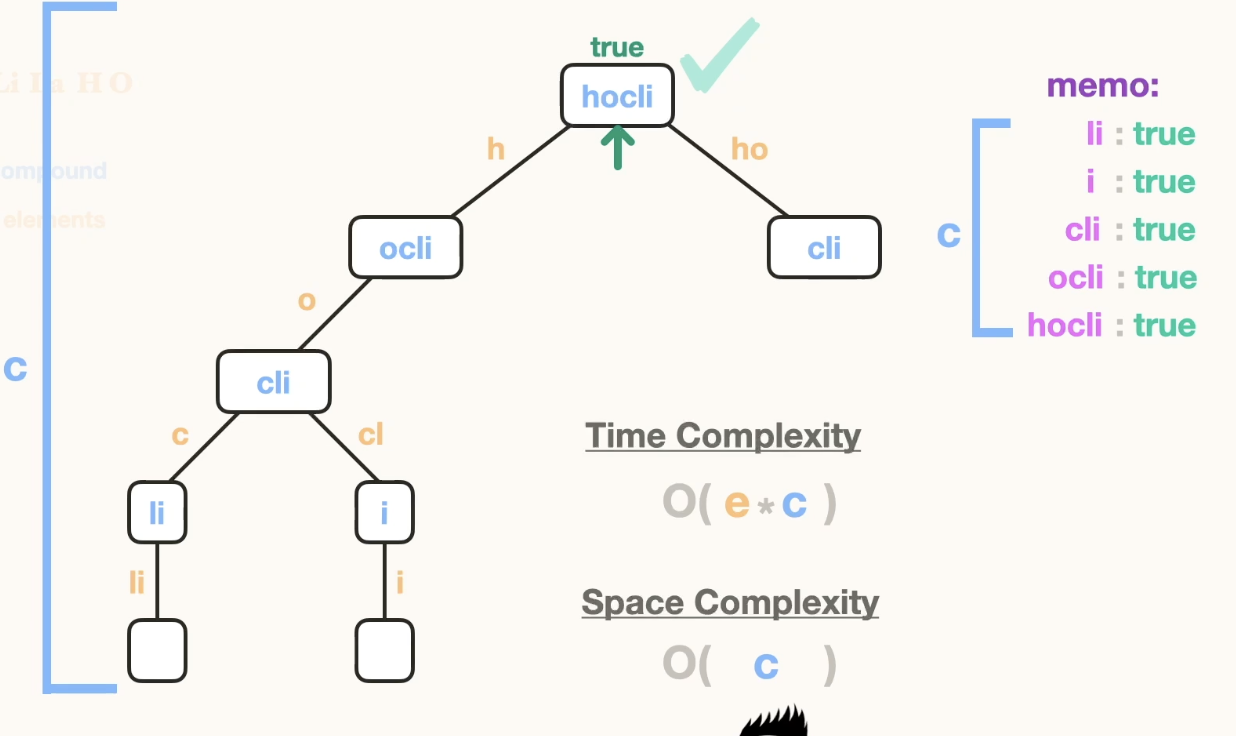 true
hocli
h
ho
ocli
cli
o
cli
c
cl
li
i
li
i
c
Li La H O
ompound
elements
memo:
c
li : true
i : true
cli : true
ocli : true
hocli : true
Time Complexity
O( e * c )
Space Complexity
O( c )